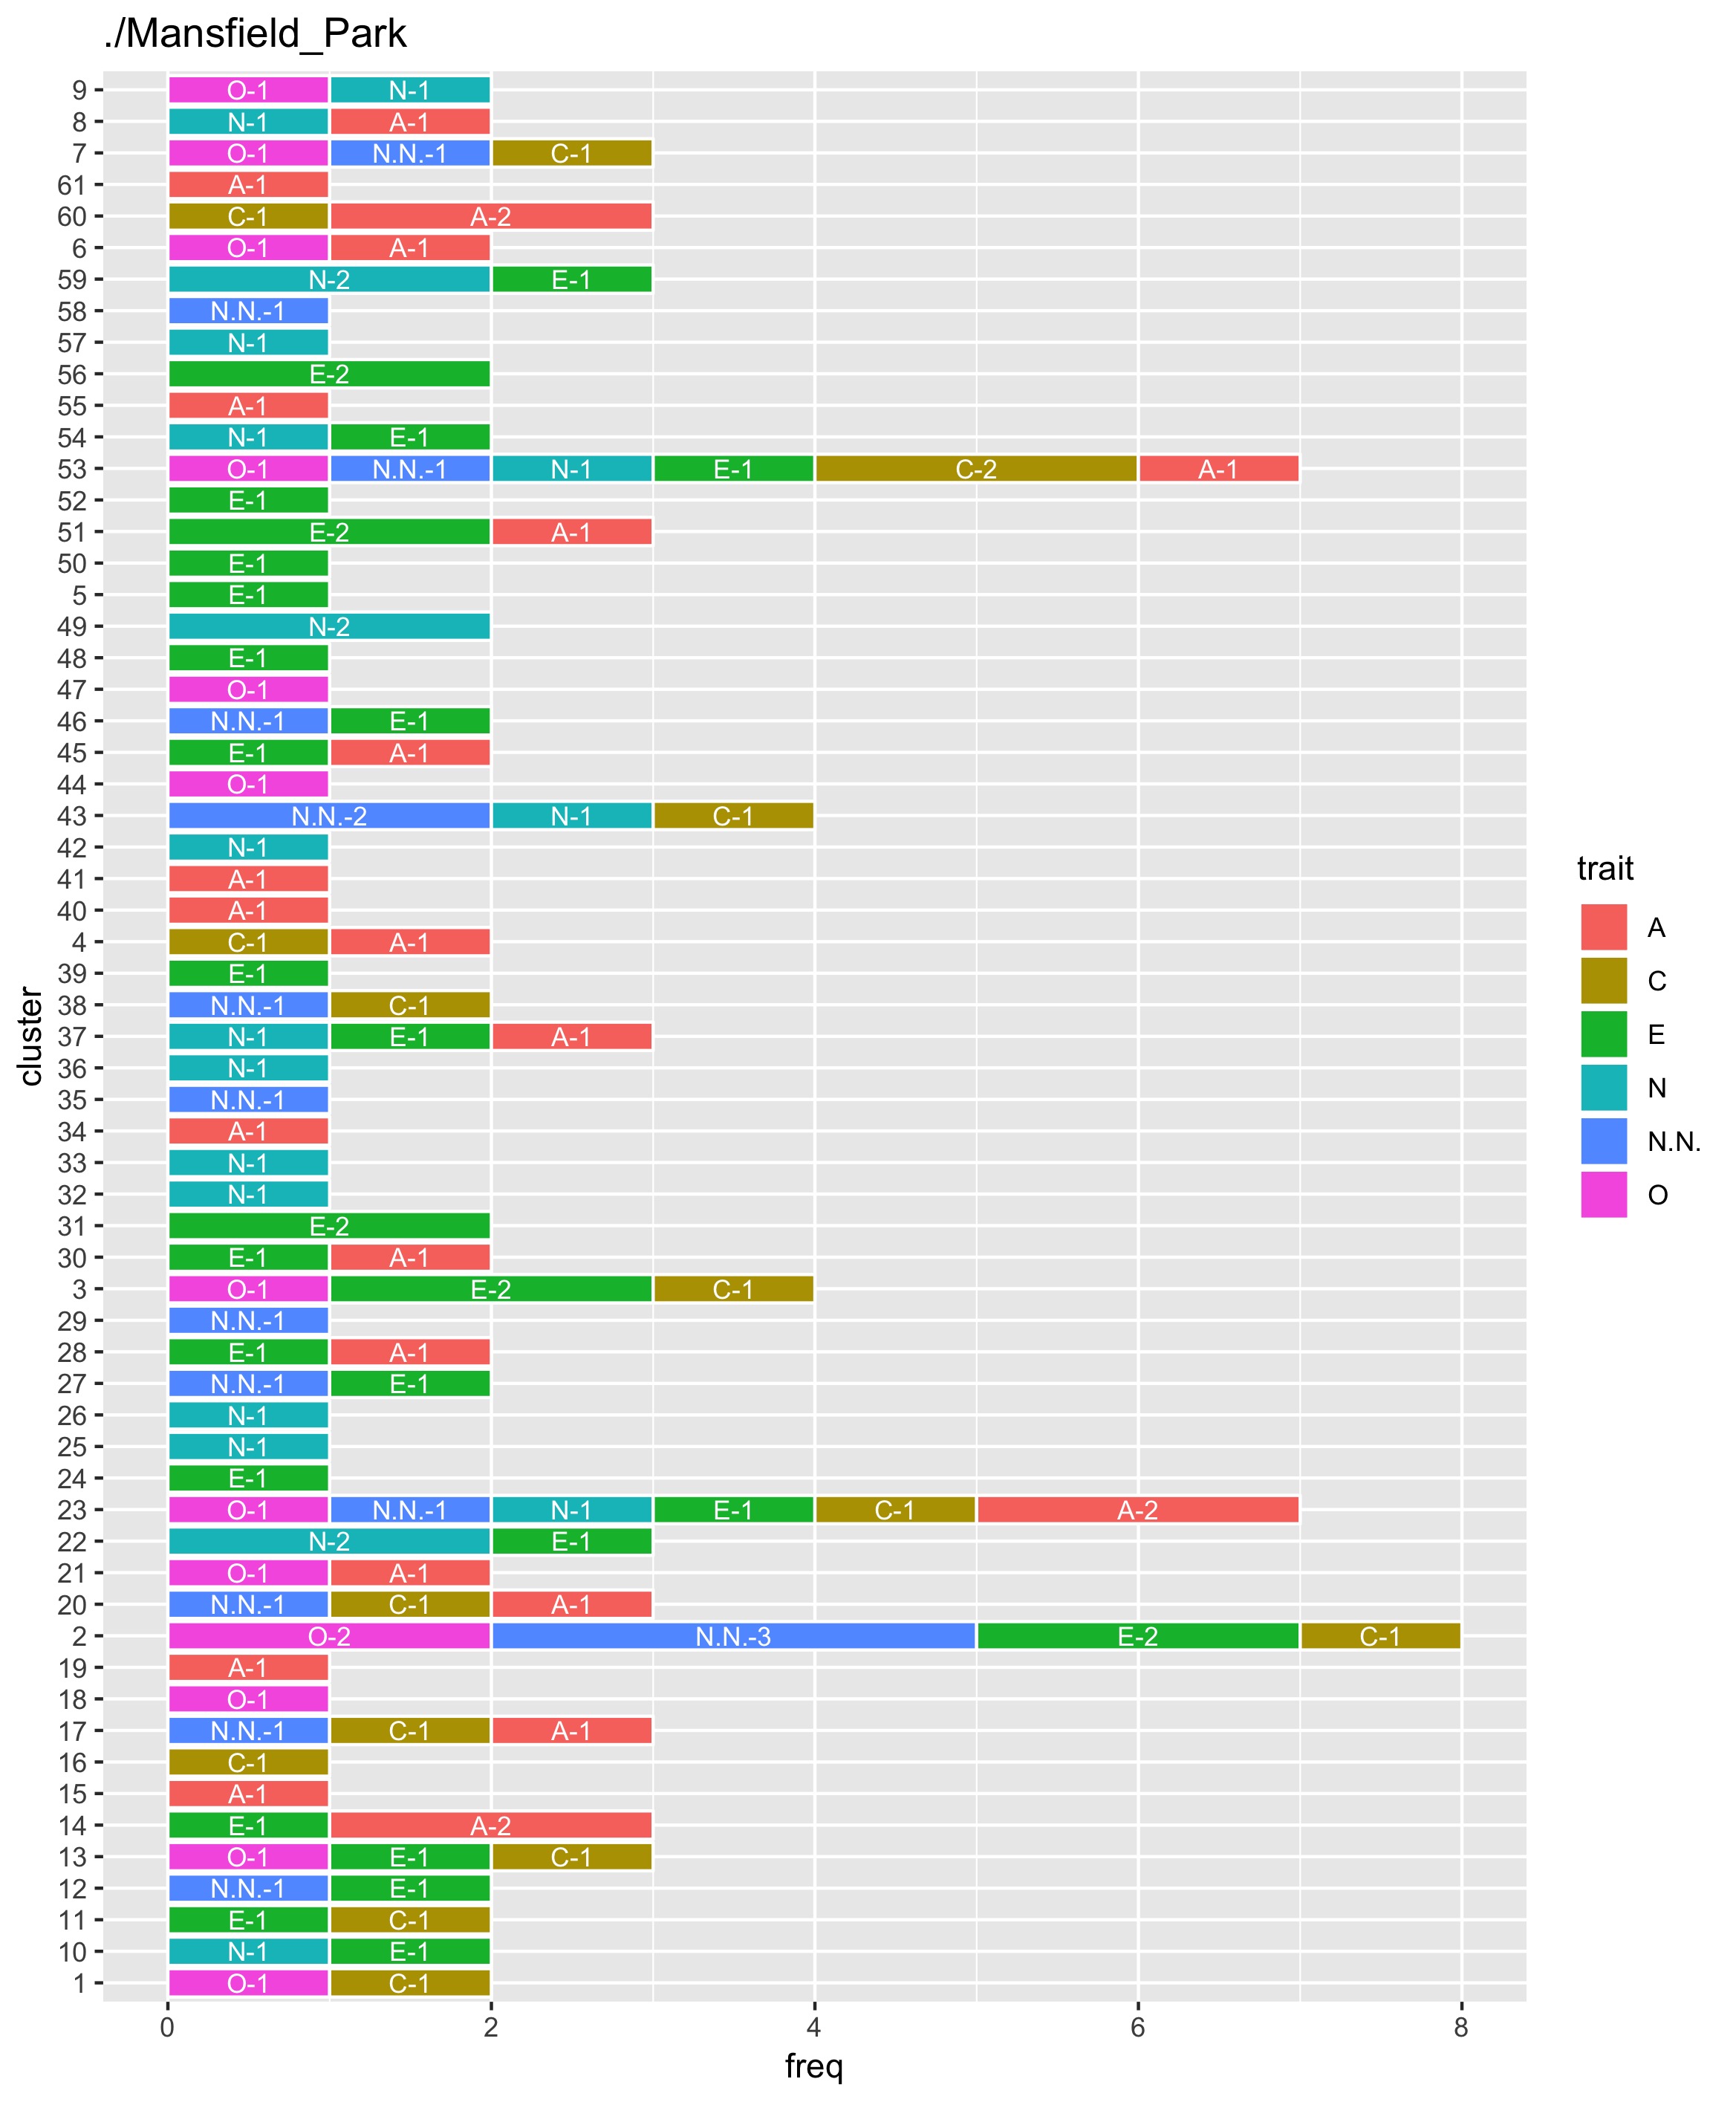 ./Mansfield_Park
9 O-1 N-1
8 N-1 A-1
7 O-1 N.N.-1 C-1
61 A-1
60 C-1 A-2
6 O-1 A-1
59 N-2 E-1
58 N.N.-1
57 N-1
56 E-2
55 A-1
54 N-1 E-1
53 O-1 N.N.-1 N-1 E-1 C-2 A-1
52 E-1
51 E-2 A-1
50 E-1
5 E-1
49 N-2
48 E-1
47 O-1
46 N.N.-1 E-1
45 E-1 A-1
44 O-1
43 N.N.-2 N-1 C-1
42 N-1
41 A-1
40 A-1
4 C-1 A-1
39 E-1
38 N.N.-1 C-1
37 N-1 E-1 A-1
36 N-1
35 N.N.-1
34 A-1
33 N-1
32 N-1
31 E-2
30 E-1 A-1
3 O-1 E-2 C-1
29 N.N.-1
28 E-1 A-1
27 N.N.-1 E-1
26 N-1
25 N-1
24 E-1
23 O-1 N.N.-1 N-1 E-1 C-1 A-2
22 N-2 E-1
21 O-1 A-1
20 N.N.-1 C-1 A-1
2 O-2 N.N.-3 E-2 C-1
19 A-1
18 O-1
17 N.N.-1 C-1 A-1
16 C-1
15 A-1
14 E-1 A-2
13 O-1 E-1 C-1
12 N.N.-1 E-1
11 E-1 C-1
10 N-1 E-1
1 O-1 C-1
0 2 4 6 8
freq
cluster
trait
A
C
E
N
N.N.
O